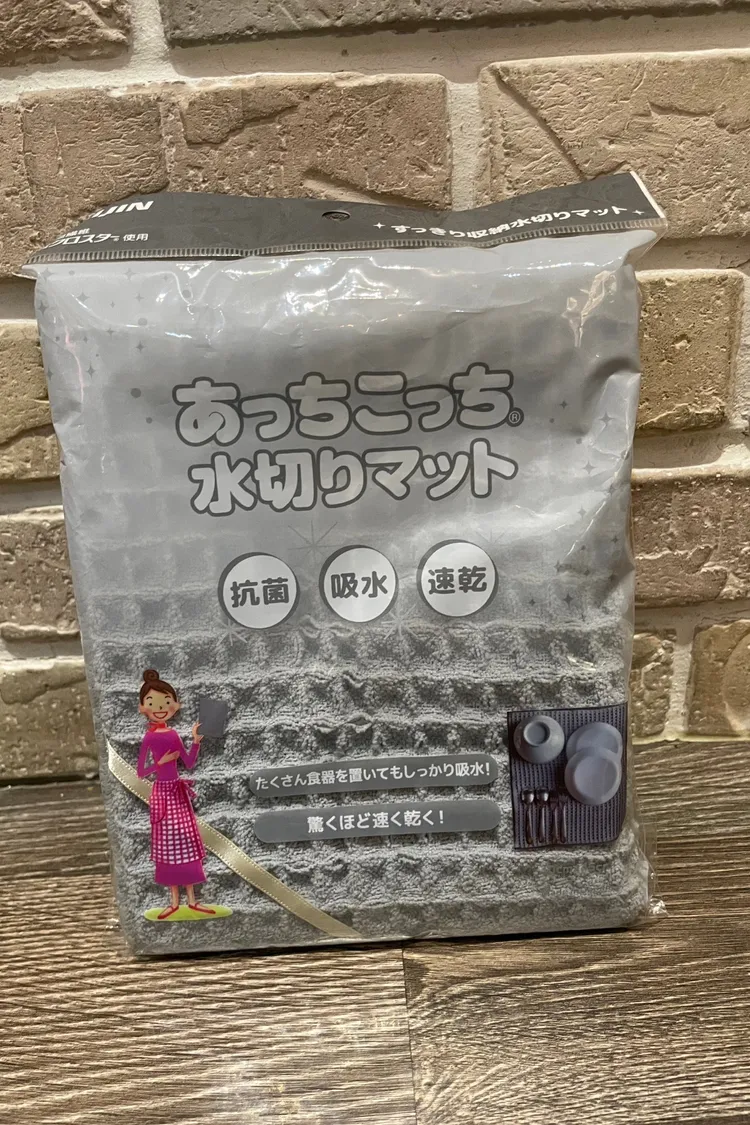 すっきり収納水切りマット
使用
あっちこっち®
水切りマット
抗菌
吸水
速乾
たくさん食器を置いてもしっかり吸水!
驚くほど速く乾く!